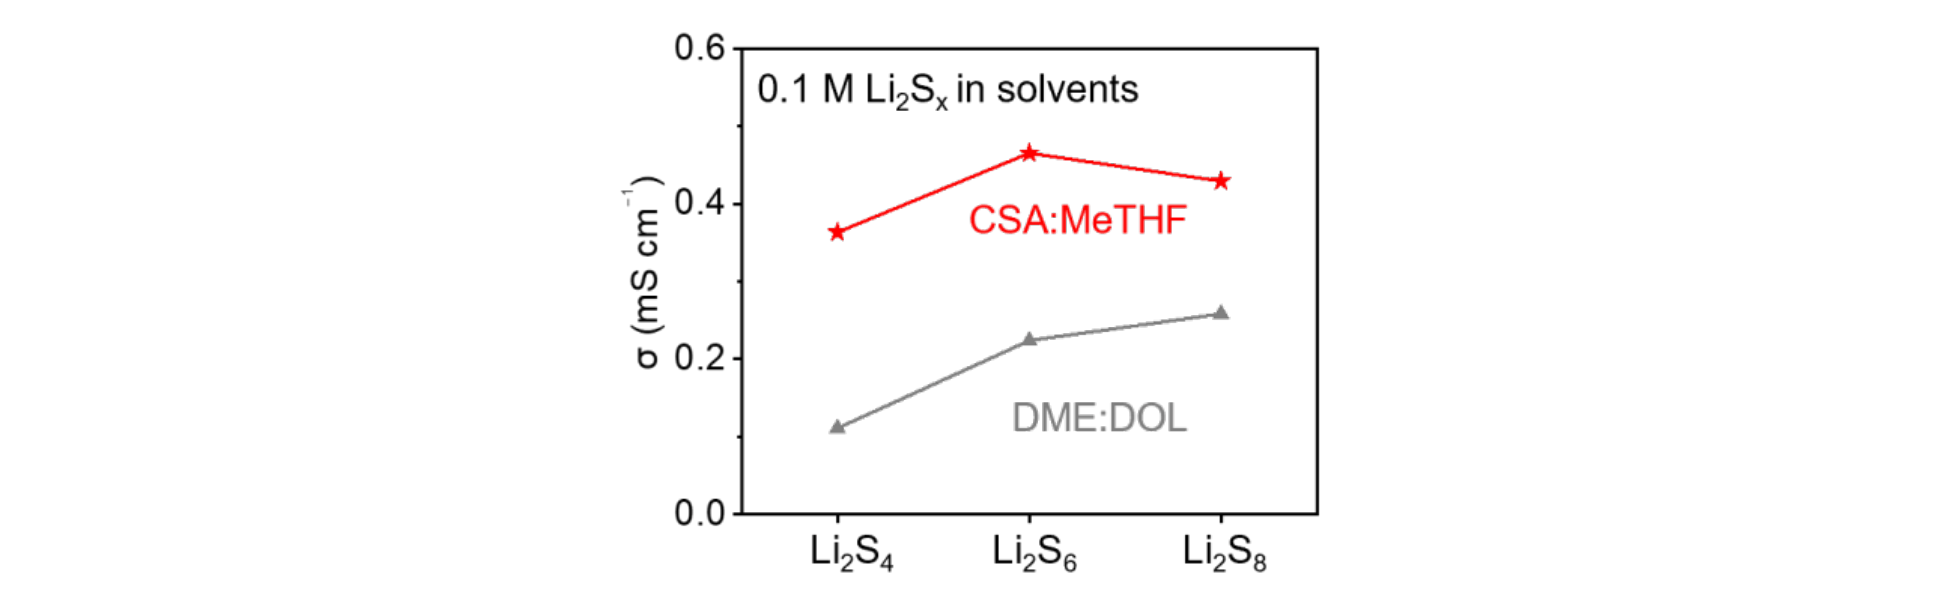 0.6
0.1 M Li₂Sₓ in solvents
σ (mS cm⁻¹)
0.4
CSA:MeTHF
0.2
DME:DOL
0.0
Li₂S₄ Li₂S₆ Li₂S₈